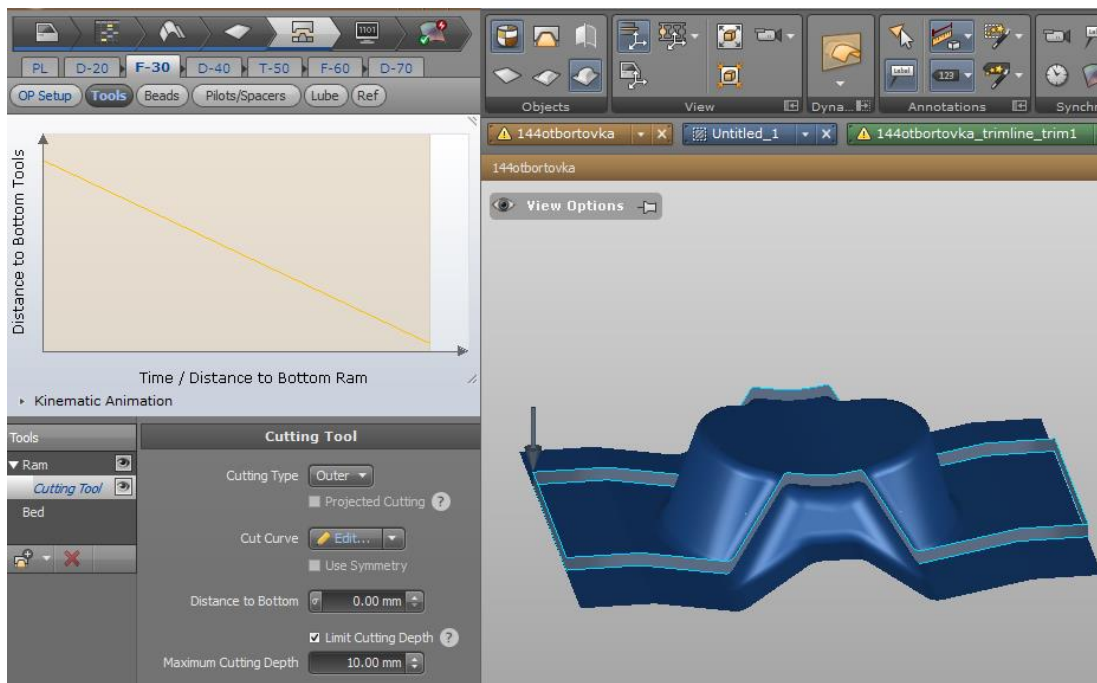 1101
PL D-20 F-30 D-40 T-50 F-60 D-70
OP Setup Tools Beads Pilots/Spacers Lube Ref
Distance to Bottom Tools
Time / Distance to Bottom Ram
Kinematic Animation
Tools
Ram
Cutting Tool
Bed
Cutting Tool
Cutting Type Outer
Projected Cutting ?
Cut Curve Edit...
Use Symmetry
Distance to Bottom σ 0.00 mm
Limit Cutting Depth ?
Maximum Cutting Depth 10.00 mm
Label 123
Objects View Dyna... Annotations Synchr
144otbortovka Untitled_1 144otbortovka_trimline_trim1
144otbortovka
View Options